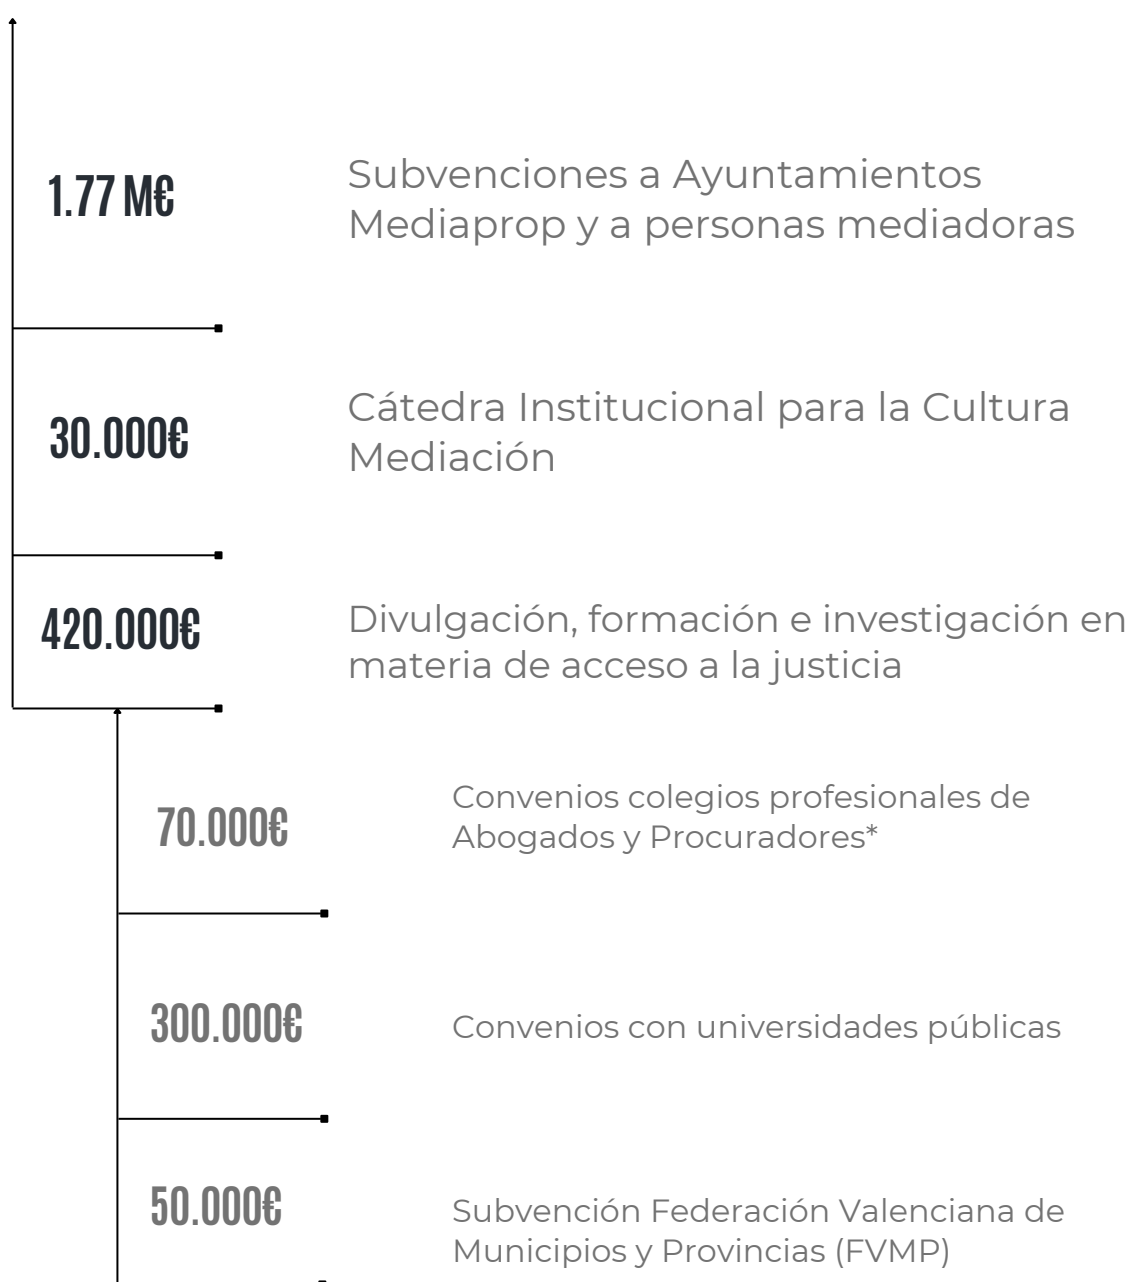 1.77 M€
Subvenciones a Ayuntamientos
Mediaprop y a personas mediadoras
30.000€
Cátedra Institucional para la Cultura
Mediación
420.000€
Divulgación, formación e investigación en
materia de acceso a la justicia
70.000€
Convenios colegios profesionales de
Abogados y Procuradores*
300.000€
Convenios con universidades públicas
50.000€
Subvención Federación Valenciana de
Municipios y Provincias (FVMP)